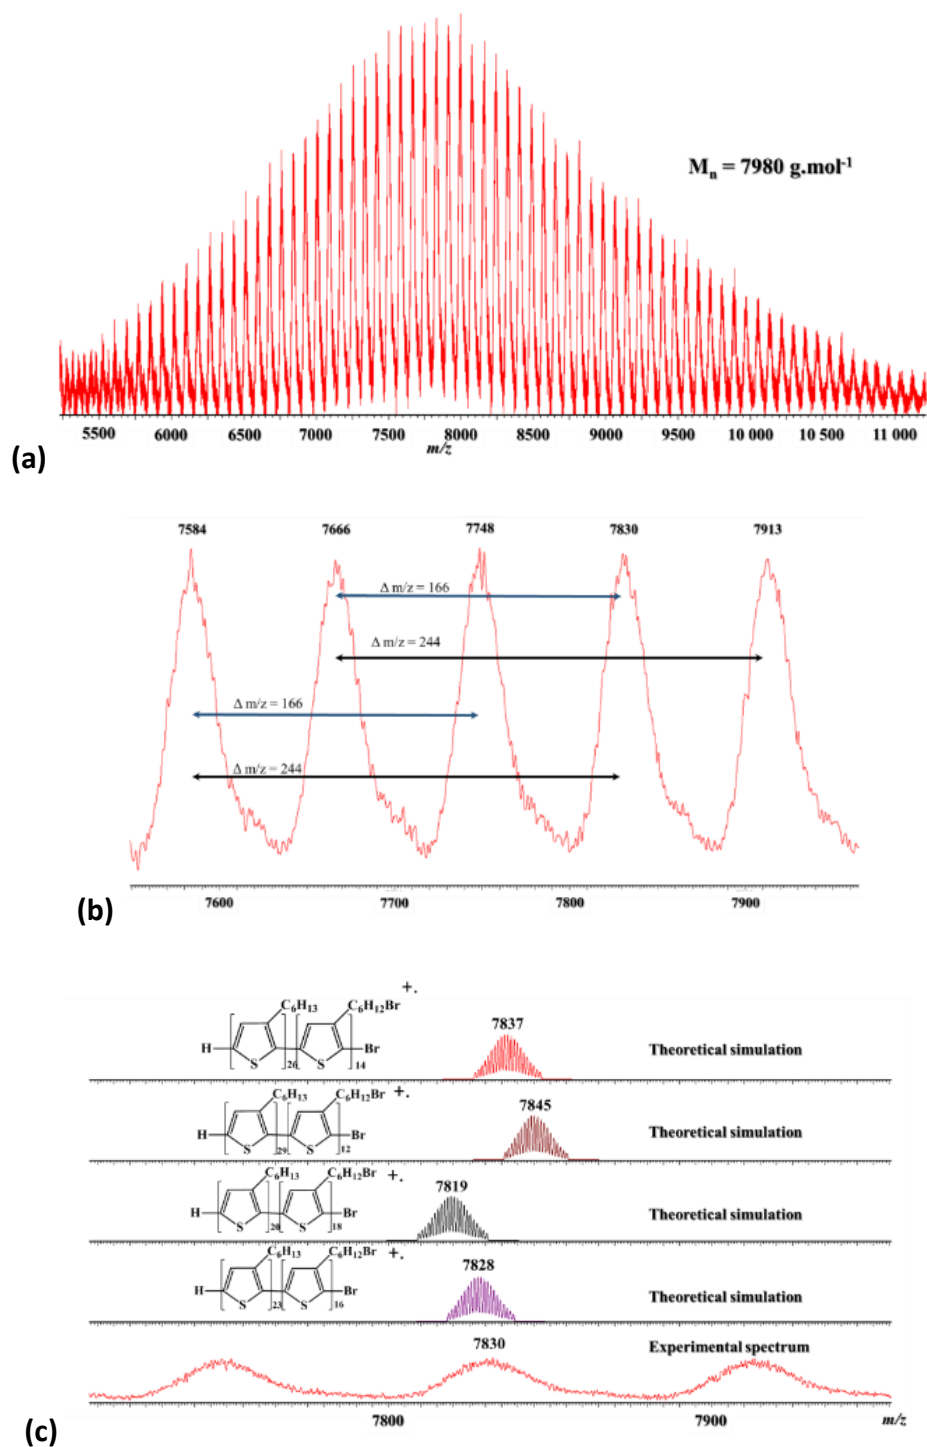 Mn = 7980 g.mol-1
5500 6000 6500 7000 7500 8000 8500 9000 9500 10 000 10 500 11 000
m/z
(a)
7584 7666 7748 7830 7913
Δ m/z = 166
Δ m/z = 244
Δ m/z = 166
Δ m/z = 244
7600 7700 7800 7900
(b)
+.
C6H13 C6H12Br
7837
H S 26 S 14 Br
Theoretical simulation
C6H13 C6H12Br +.
7845
H S 29 S 12 Br
Theoretical simulation
C6H13 C6H12Br +.
7819
H S 20 S 18 Br
Theoretical simulation
C6H13 C6H12Br +.
7828
H S 23 S 16 Br
Theoretical simulation
7830
Experimental spectrum
7800 7900 m/z
(c)